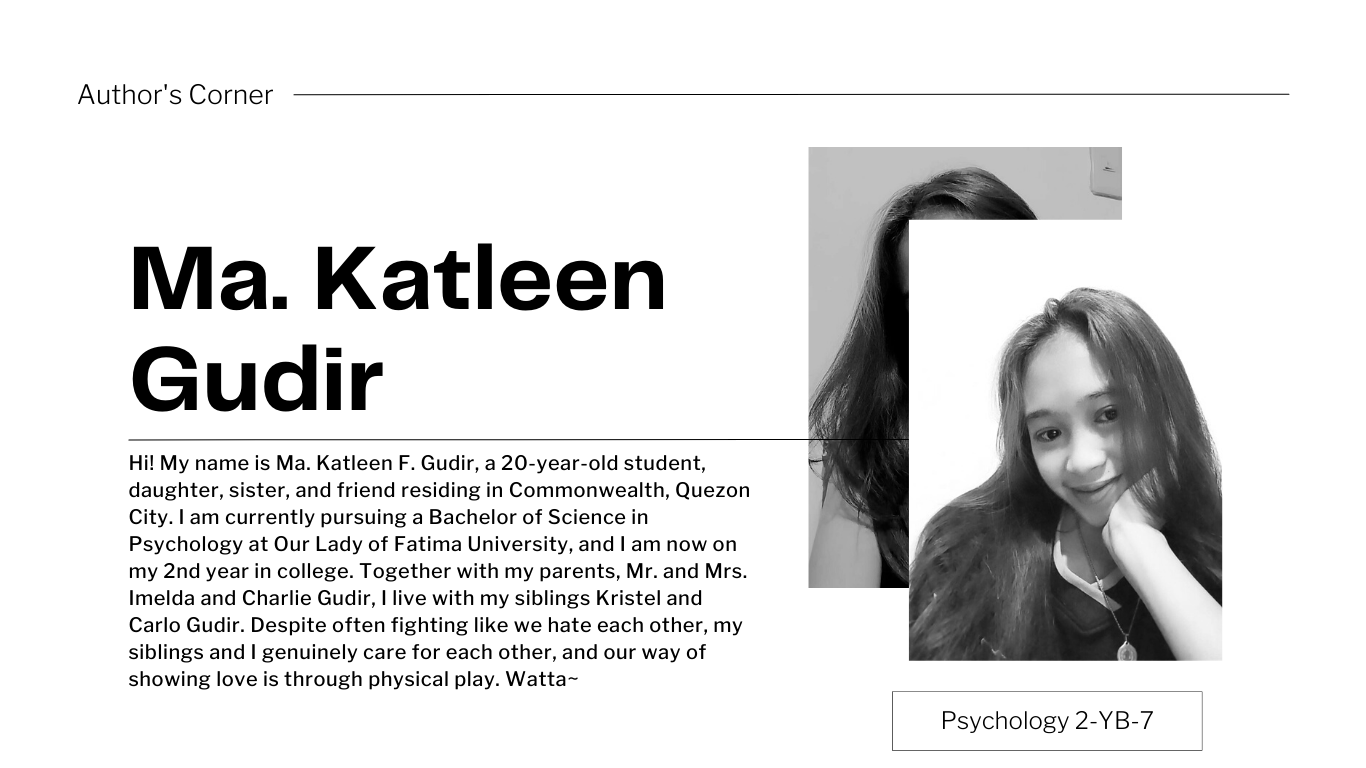 Author's Corner
Ma. Katleen
Gudir
Hi! My name is Ma. Katleen F. Gudir, a 20-year-old student,
daughter, sister, and friend residing in Commonwealth, Quezon
City. I am currently pursuing a Bachelor of Science in
Psychology at Our Lady of Fatima University, and I am now on
my 2nd year in college. Together with my parents, Mr. and Mrs.
Imelda and Charlie Gudir, I live with my siblings Kristel and
Carlo Gudir. Despite often fighting like we hate each other, my
siblings and I genuinely care for each other, and our way of
showing love is through physical play. Watta~
Psychology 2-YB-7